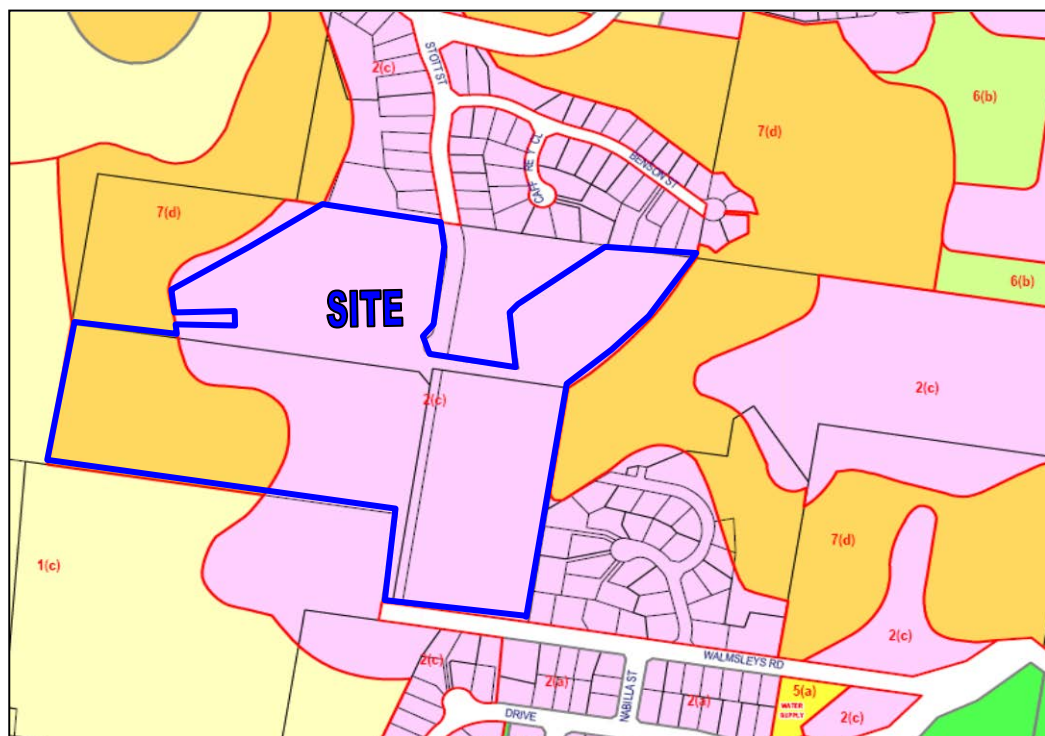 2(c)
STOTT ST
6(b)
7(d)
CAFFREY CL
BENSON ST
7(d)
6(b)
SITE
2(c)
2(c)
7(d)
1(c)
2(c)
WALMSLEYS RD
2(c)
2(a)
NABILLA ST
2(a)
5(a)
WATER
SUPPLY
2(c)
DRIVE